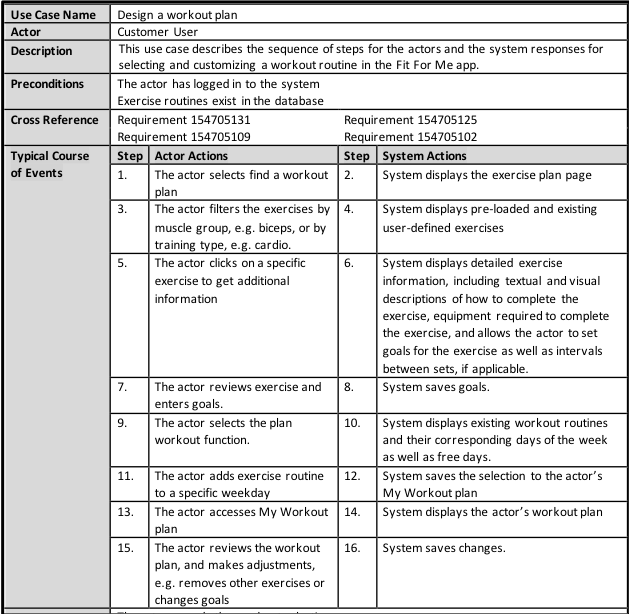 Use Case Name Design a workout plan
Actor Customer User
Description This use case describes the sequence of steps for the actors and the system responses for
selecting and customizing a workout routine in the Fit For Me app.
Preconditions The actor has logged in to the system
Exercise routines exist in the database
Cross Reference Requirement 154705131 Requirement 154705125
Requirement 154705109 Requirement 154705102
Typical Course of Events
Step Actor Actions Step System Actions
1. The actor selects find a workout
plan
2. System displays the exercise plan page
3. The actor filters the exercises by
muscle group, e.g. biceps, or by
training type, e.g. cardio.
4. System displays pre-loaded and existing
user-defined exercises
5. The actor clicks on a specific
exercise to get additional
information
6. System displays detailed exercise
information, including textual and visual
descriptions of how to complete the
exercise, equipment required to complete
the exercise, and allows the actor to set
goals for the exercise as well as intervals
between sets, if applicable.
7. The actor reviews exercise and
enters goals.
8. System saves goals.
9. The actor selects the plan
workout function.
10. System displays existing workout routines
and their corresponding days of the week
as well as free days.
11. The actor adds exercise routine
to a specific weekday
12. System saves the selection to the actor's
My Workout plan
13. The actor accesses My Workout
plan
14. System displays the actor's workout plan
15. The actor reviews the workout
plan, and makes adjustments,
e.g. removes other exercises or
changes goals
16. System saves changes.